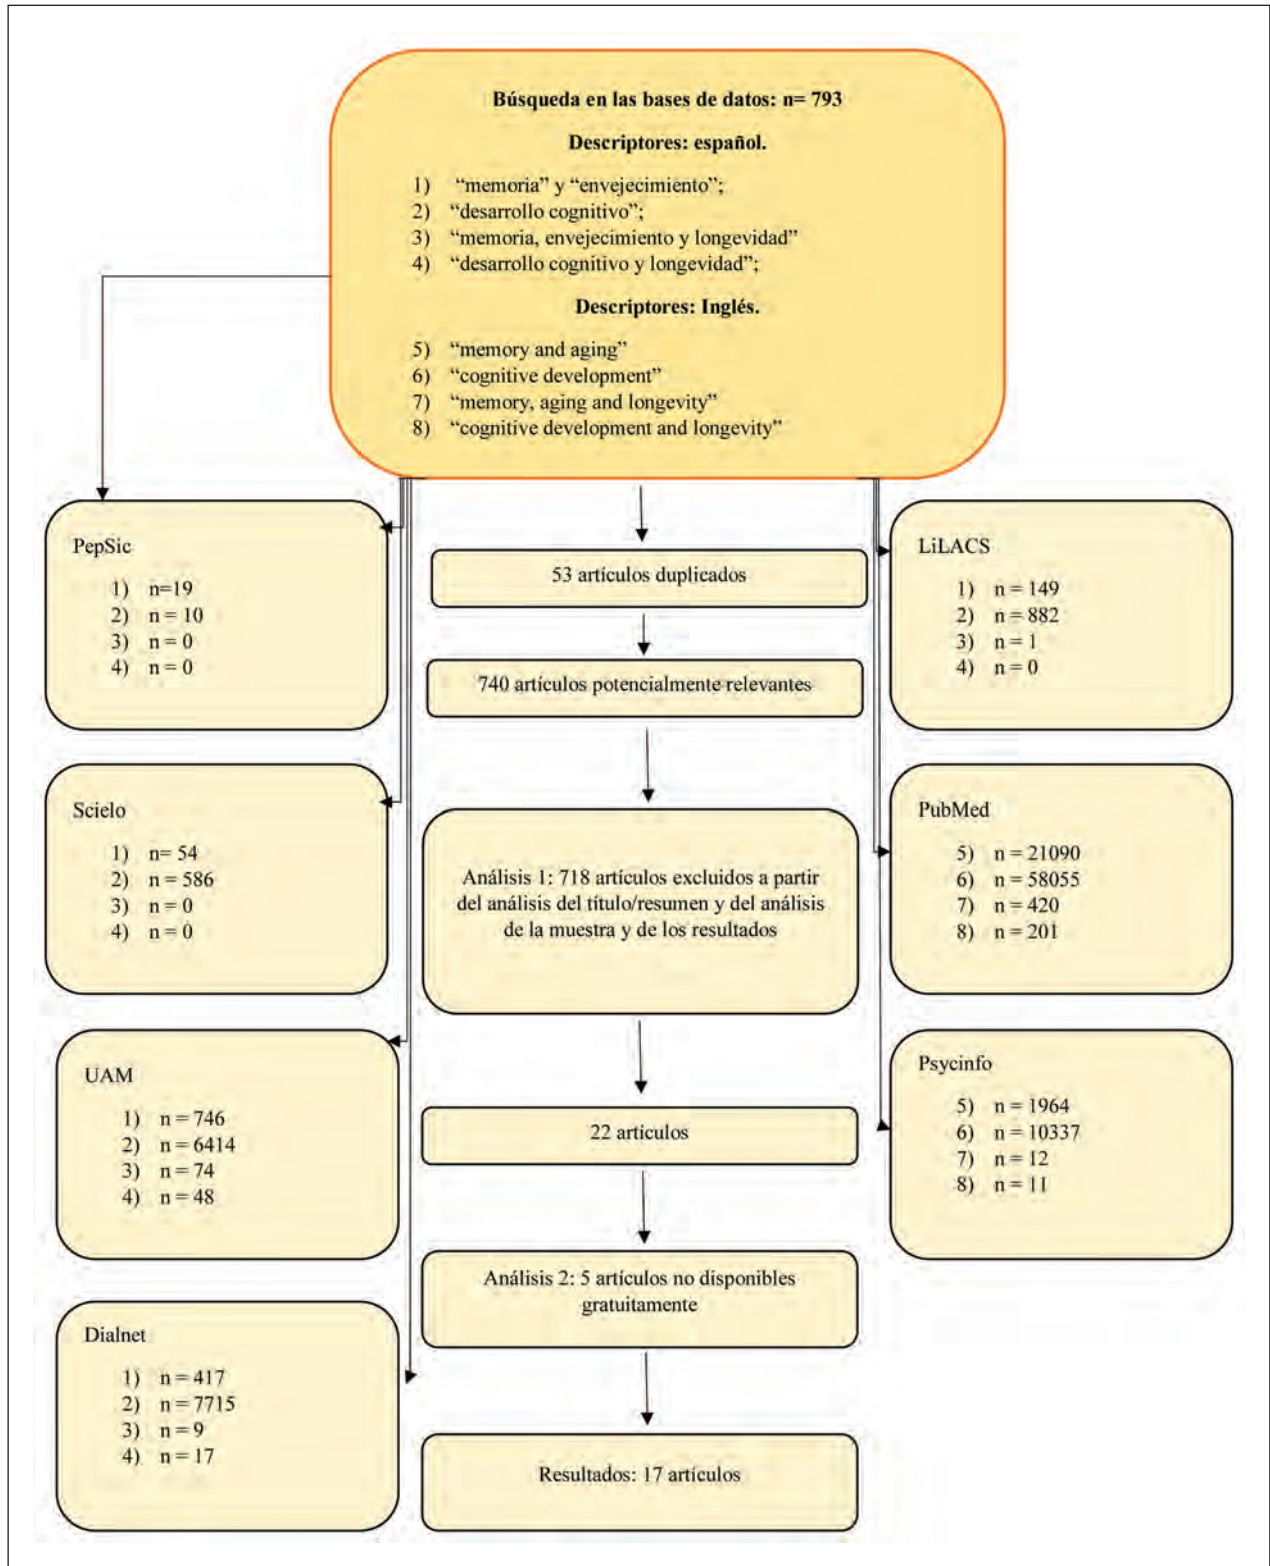 Búsqueda en las bases de datos: n= 793
Descriptores: español.
1) “memoria” y “envejecimiento”;
2) “desarrollo cognitivo”;
3) “memoria, envejecimiento y longevidad”
4) “desarrollo cognitivo y longevidad”;
Descriptores: Inglés.
5) “memory and aging”
6) “cognitive development”
7) “memory, aging and longevity”
8) “cognitive development and longevity”
PepSic
1) n=19
2) n = 10
3) n = 0
4) n = 0
Scielo
1) n= 54
2) n = 586
3) n = 0
4) n = 0
UAM
1) n = 746
2) n = 6414
3) n = 74
4) n = 48
Dialnet
1) n = 417
2) n = 7715
3) n = 9
4) n = 17
53 artículos duplicados
740 artículos potencialmente relevantes
Análisis 1: 718 artículos excluidos a partir
del análisis del título/resumen y del análisis
de la muestra y de los resultados
22 articulos
Análisis 2: 5 artículos no disponibles
gratuitamente
Resultados: 17 artículos
LiLACS
1) n = 149
2) n = 882
3) n = 1
4) n = 0
PubMed
5) n = 21090
6) n = 58055
7) n = 420
8) n = 201
Psycinfo
5) n = 1964
6) n = 10337
7) n = 12
8) n = 11